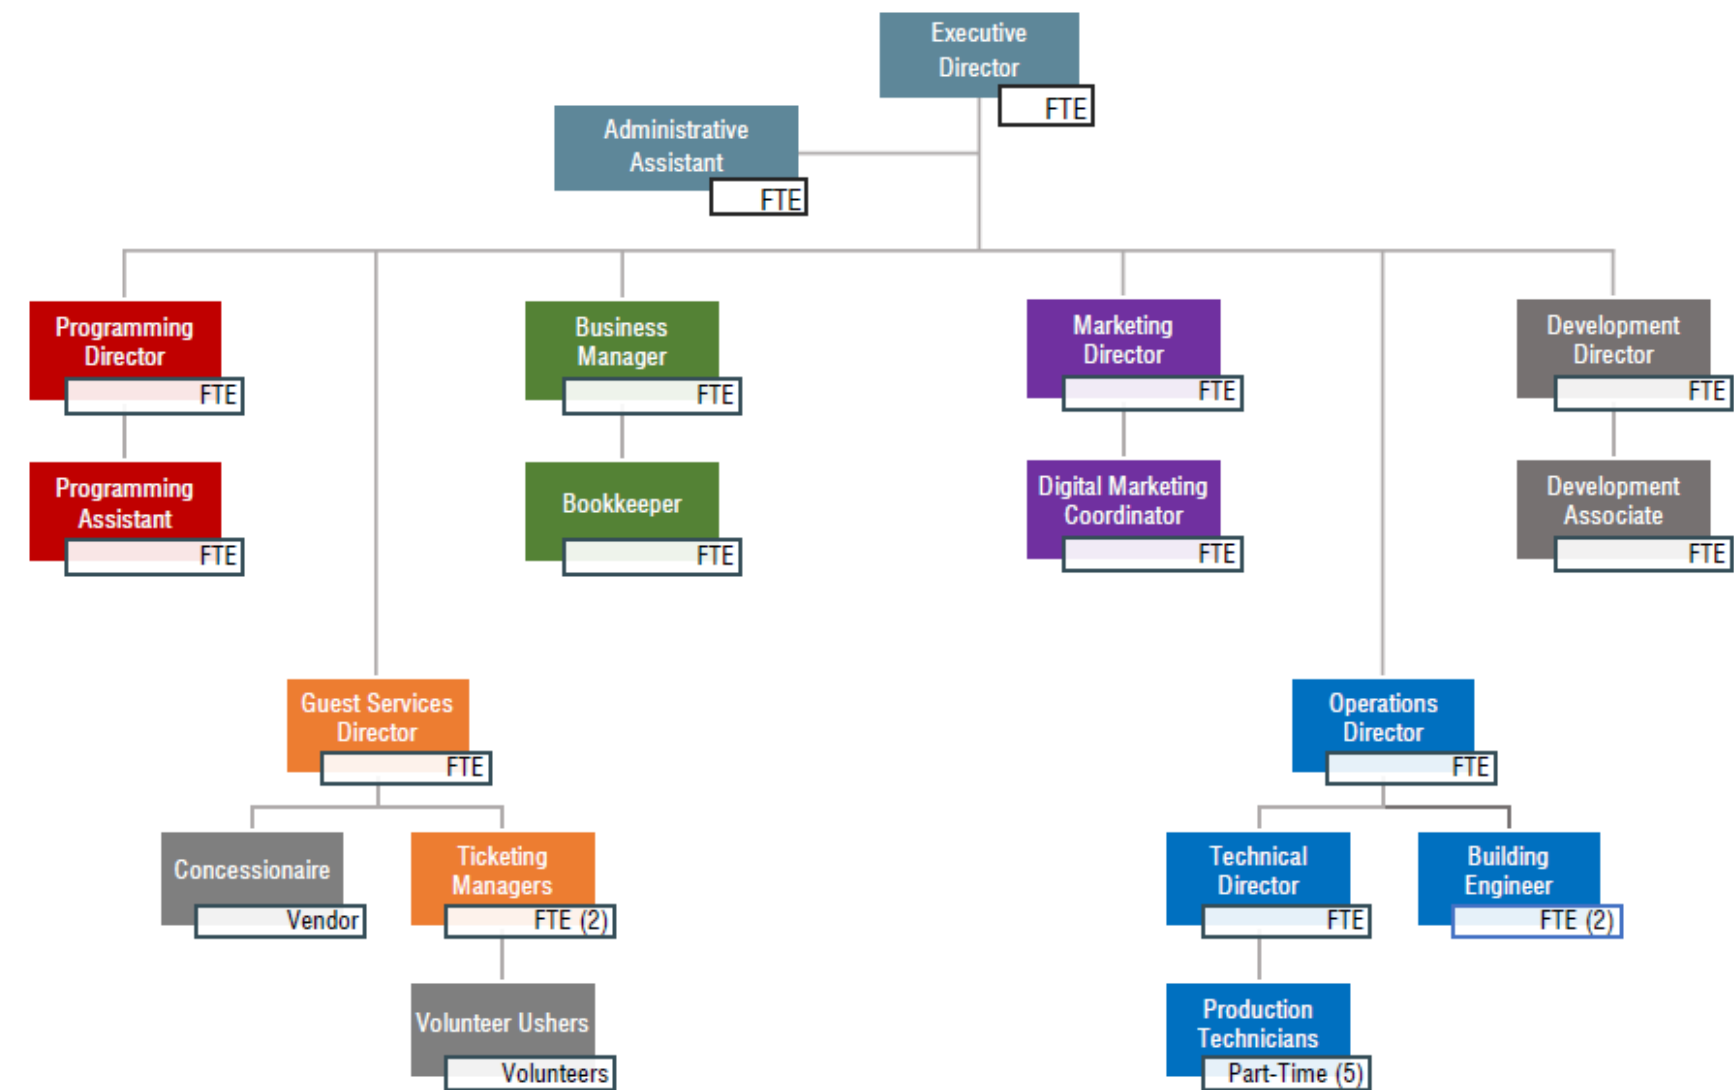 Executive
Director
FTE
Administrative
Assistant
FTE
Programming
Director
FTE
Business
Manager
FTE
Marketing
Director
FTE
Development
Director
FTE
Programming
Assistant
FTE
Bookkeeper
FTE
Digital Marketing
Coordinator
FTE
Development
Associate
FTE
Guest Services
Director
FTE
Operations
Director
FTE
Concessionaire
Vendor
Ticketing
Managers
FTE (2)
Technical
Director
FTE
Building
Engineer
FTE (2)
Volunteer Ushers
Volunteers
Production
Technicians
Part-Time (5)